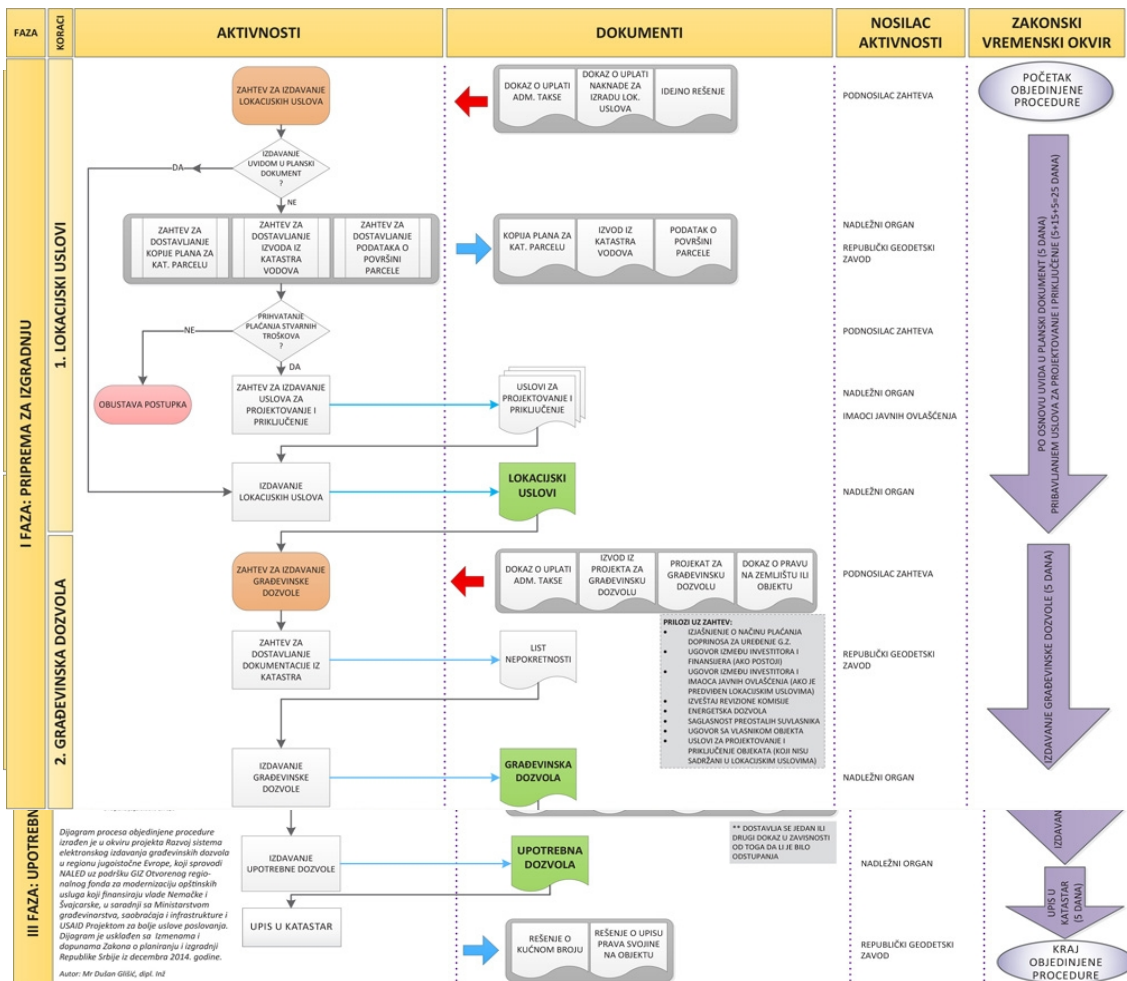 FAZA
KORACI
AKTIVNOSTI
DOKUMENTI
NOSILAC
AKTIVNOSTI
ZAKONSKI
VREMENSKI OKVIR
I FAZA: PRIPREMA ZA IZGRADNJU
1. LOKACIJSKI USLOVI
ZAHTEV ZA IZDAVANJE
LOKACIJSKIH USLOVA
DOKAZ O UPLATI
ADM. TAKSE
DOKAZ O UPLATI
NAKNADE ZA
IZRADU LOK.
USLOVA
IDEJNO REŠENJE
PODNOSILAC ZAHTEVA
POČETAK
OBJEDINJENE
PROCEDURE
IZDAVANJE
UVIDOM U PLANSKI
DOKUMENT
?
DA
NE
ZAHTEV ZA
DOSTAVLJANJE
KOPIJE PLANA ZA
KAT. PARCELU
ZAHTEV ZA
DOSTAVLJANJE
IZVODA IZ
KATASTRA
VODOVA
ZAHTEV ZA
DOSTAVLJANJE
PODATAKA O
POVRŠINI
PARCELE
KOPIJA PLANA ZA
KAT. PARCELU
IZVOD IZ
KATASTRA
VODOVA
PODATAK O
POVRŠINI
PARCELE
NADLEŽNI ORGAN
REPUBLIČKI GEODETSKI
ZAVOD
PO OSNOVU UVIDA U PLANSKI DOKUMENT (5 DANA)
PRIBAVLJANJEM USLOVA ZA PROJEKTOVANJE I PRIKLJUČENJE (5+15+5=25 DANA)
PRIHVATANJE
PLAĆANJA STVARNIH
TROŠKOVA
?
NE
DA
PODNOSILAC ZAHTEVA
OBUSTAVA POSTUPKA
ZAHTEV ZA IZDAVANJE
USLOVA ZA
PROJEKTOVANJE I
PRIKLJUČENJE
USLOVI ZA
PROJEKTOVANJE I
PRIKLJUČENJE
NADLEŽNI ORGAN
IMAOCI JAVNIH OVLAŠĆENJA
IZDAVANJE
LOKACIJSKIH USLOVA
LOKACIJSKI
USLOVI
NADLEŽNI ORGAN
2. GRAĐEVINSKA DOZVOLA
ZAHTEV ZA IZDAVANJE
GRAĐEVINSKE
DOZVOLE
DOKAZ O UPLATI
ADM. TAKSE
IZVOD IZ
PROJEKTA ZA
GRAĐEVINSKU
DOZVOLU
PROJEKAT ZA
GRAĐEVINSKU
DOZVOLU
DOKAZ O PRAVU
NA ZEMLJIŠTU ILI
OBJEKTU
PODNOSILAC ZAHTEVA
IZDAVANJE GRAĐEVINSKE DOZVOLE (5 DANA)
ZAHTEV ZA
DOSTAVLJANJE
DOKUMENTACIJE IZ
KATASTRA
LIST
NEPOKRETNOSTI
PRILOZI UZ ZAHTEV:
• IZJAŠNJENJE O NAČINU PLAĆANJA
DOPRINOSA ZA UREĐENJE G.Z.
• UGOVOR IZMEĐU INVESTITORA I
FINANSIJERA (AKO POSTOJI)
• UGOVOR IZMEĐU INVESTITORA I
IMAOCA JAVNIH OVLAŠĆENJA (AKO JE
PREDVIĐEN LOKACIJSKIM USLOVIMA)
• IZVEŠTAJ REVIZIONE KOMISIJE
• ENERGETSKA DOZVOLA
• SAGLASNOST PREOSTALIH SUVLASNIKA
• UGOVOR SA VLASNIKOM OBJEKTA
• USLOVI ZA PROJEKTOVANJE I
PRIKLJUČENJE OBJEKATA (KOJI NISU
SADRŽANI U LOKACIJSKIM USLOVIMA)
REPUBLIČKI GEODETSKI
ZAVOD
IZDAVANJE
GRAĐEVINSKE
DOZVOLE
GRAĐEVINSKA
DOZVOLA
NADLEŽNI ORGAN
III FAZA: UPOTREBN
Dijagram procesa objedinjene procedure
izrađen je u okviru projekta Razvoj sistema
elektronskog izdavanja građevinskih dozvola
u regionu jugoistočne Evrope, koji sprovodi
NALED uz podršku GIZ Otvorenog regio-
nalnog fonda za modernizaciju opštinskih
usluga koji finansiraju vlade Nemačke i
Švajcarske, u saradnji sa Ministarstvom
građevinarstva, saobraćaja i infrastrukture i
USAID Projektom za bolje uslove poslovanja.
Dijagram je usklađen sa Izmenama i
dopunama Zakona o planiranju i izgradnji
Republike Srbije iz decembra 2014. godine.
Autor: Mr Dušan Glišić, dipl. Inž
IZDAVANJE
UPOTREBNE DOZVOLE
UPOTREBNA
DOZVOLA
** DOSTAVLJA SE JEDAN ILI
DRUGI DOKAZ U ZAVISNOSTI
OD TOGA DA LI JE BILO
ODSTUPANJA
NADLEŽNI ORGAN
IZDAVAN
UPIS U KATASTAR
UPIS U
KATASTAR
(5 DANA)
REŠENJE O
KUĆNOM BROJU
REŠENJE O UPISU
PRAVA SVOJINE
NA OBJEKTU
REPUBLIČKI GEODETSKI
ZAVOD
KRAJ
OBJEDINJENE
PROCEDURE